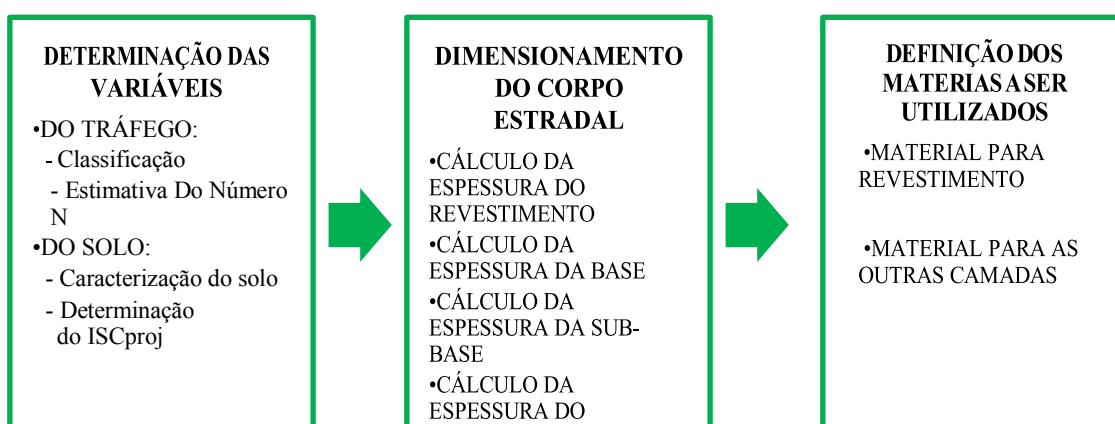 DETERMINAÇÃO DAS
VARIÁVEIS
•DO TRÁFEGO:
- Classificação
- Estimativa Do Número
N
•DO SOLO:
- Caracterização do solo
- Determinação
do ISCproj
DIMENSIONAMENTO
DO CORPO
ESTRADAL
•CÁLCULO DA
ESPESSURA DO
REVESTIMENTO
•CÁLCULO DA
ESPESSURA DA BASE
•CÁLCULO DA
ESPESSURA DA SUB-
BASE
•CÁLCULO DA
ESPESSURA DO
DEFINIÇÃO DOS
MATERIAS A SER
UTILIZADOS
•MATERIAL PARA
REVESTIMENTO
•MATERIAL PARA AS
OUTRAS CAMADAS